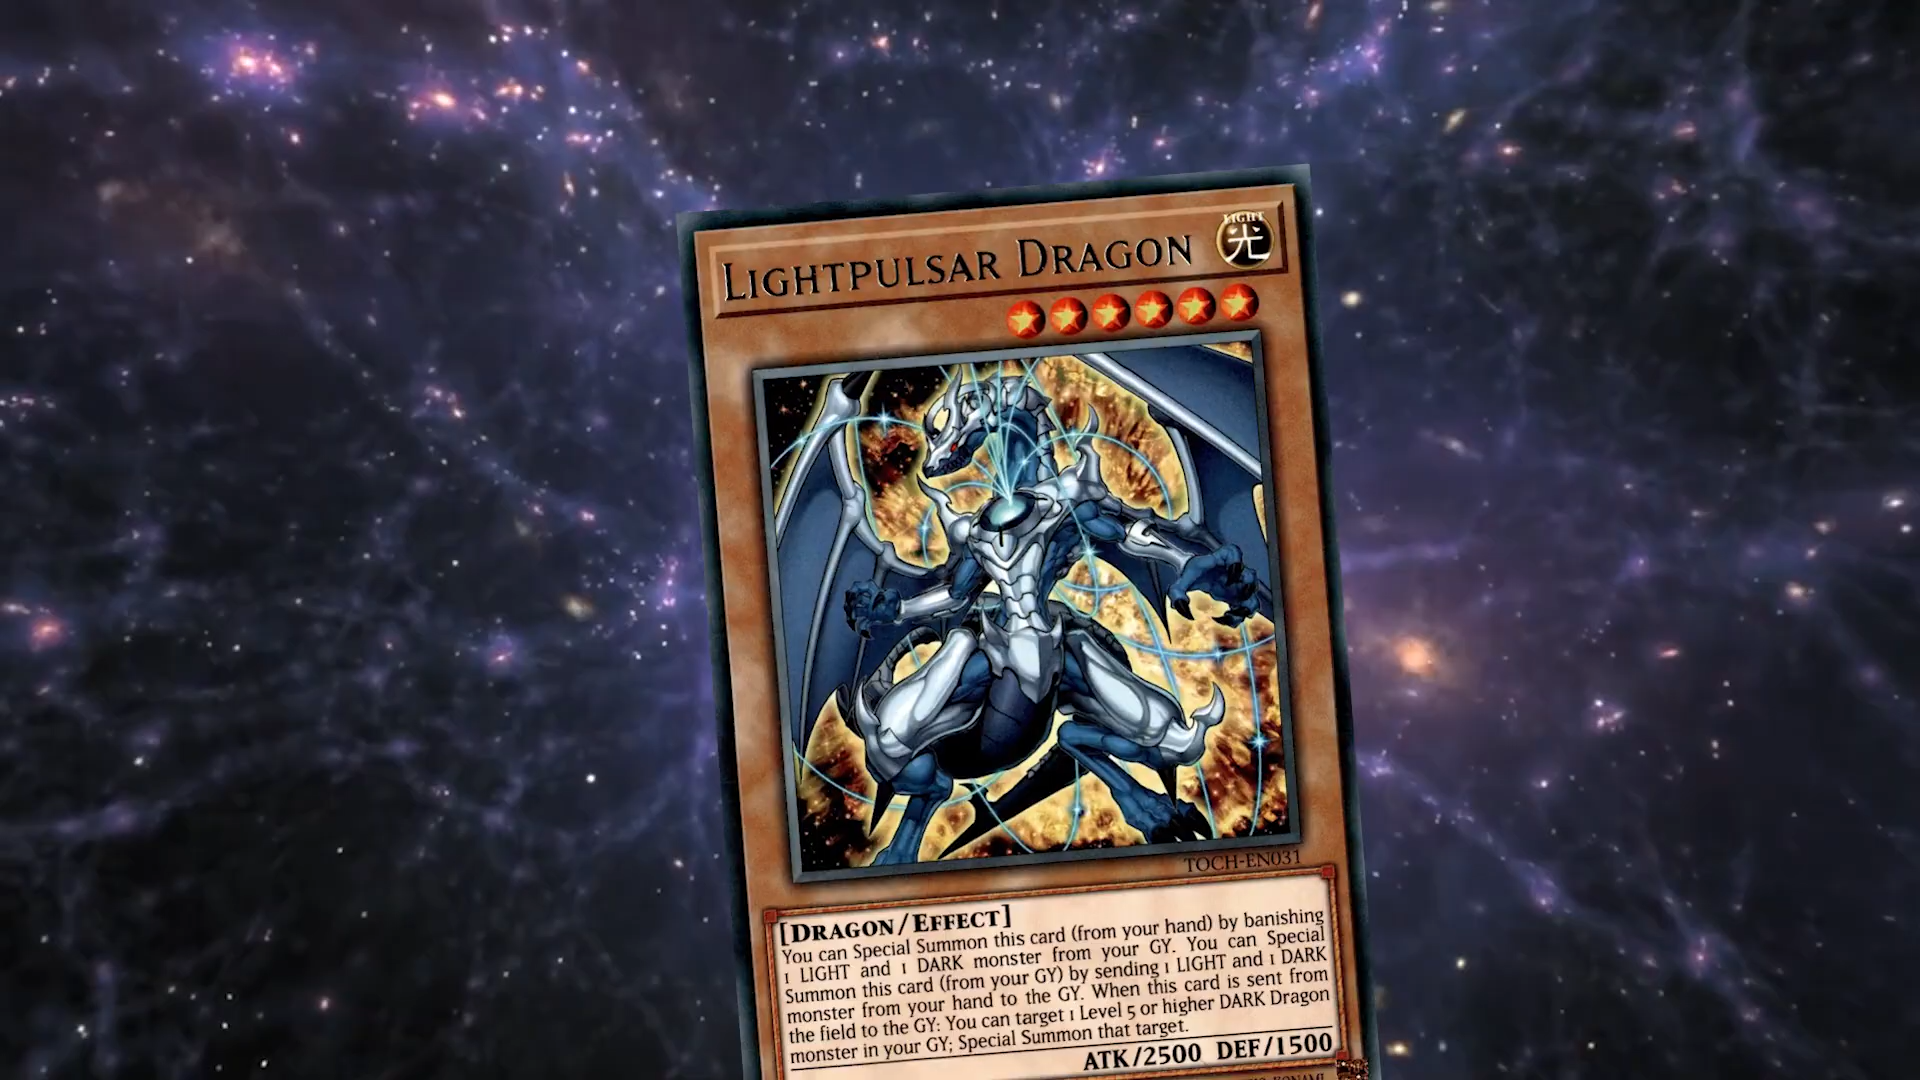 LIGHTPULSAR DRAGON
LIGHT
光
TOCH-EN031
[DRAGON/EFFECT]
You can Special Summon this card (from your hand) by banishing
1 LIGHT and 1 DARK monster from your GY. You can Special
Summon this card (from your GY) by sending 1 LIGHT and 1 DARK
monster from your hand to the GY. When this card is sent from
the field to the GY: You can target 1 Level 5 or higher DARK Dragon
monster in your GY; Special Summon that target.
ATK/2500 DEF/1500